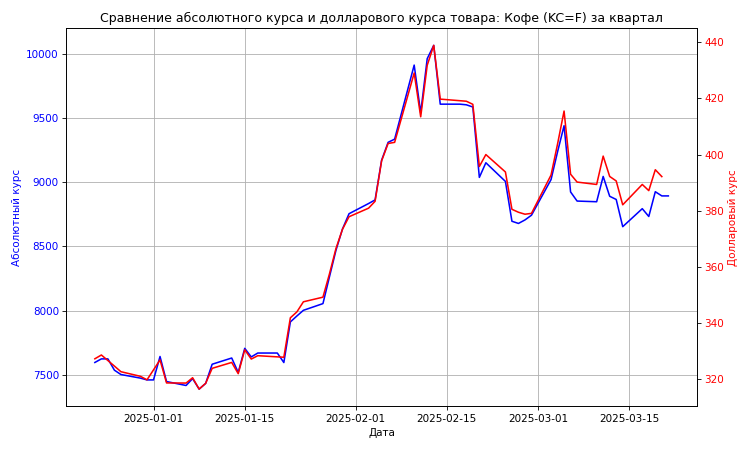 Сравнение абсолютного курса и долларового курса товара: Кофе (KC=F) за квартал
10000
9500
9000
8500
8000
7500
Абсолютный курс
440
420
400
380
360
340
320
Долларовый курс
2025-01-01 2025-01-15 2025-02-01 2025-02-15 2025-03-01 2025-03-15
Дата